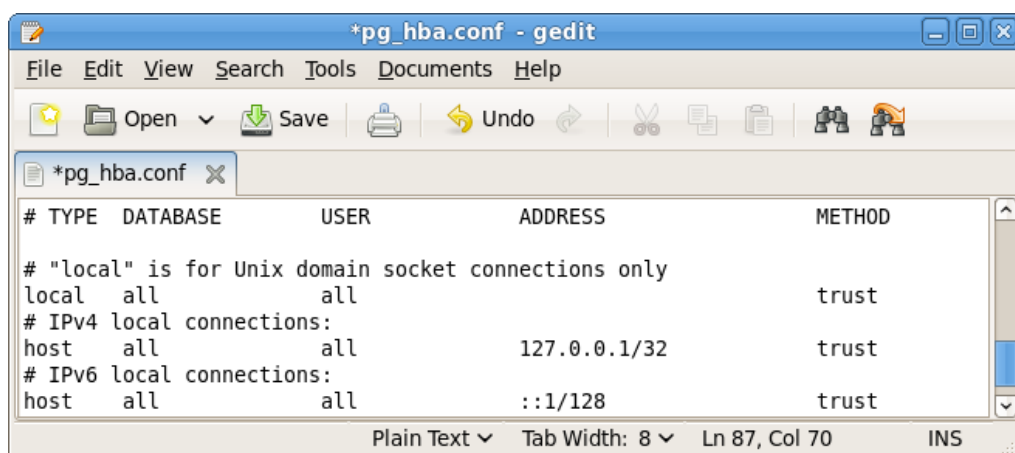 *pg_hba.conf - gedit
File Edit View Search Tools Documents Help
Open Save Undo
*pg_hba.conf
# TYPE  DATABASE        USER            ADDRESS                 METHOD
# "local" is for Unix domain socket connections only
local   all             all                                     trust
# IPv4 local connections:
host    all             all             127.0.0.1/32            trust
# IPv6 local connections:
host    all             all             ::1/128                 trust
Plain Text Tab Width: 8 Ln 87, Col 70 INS